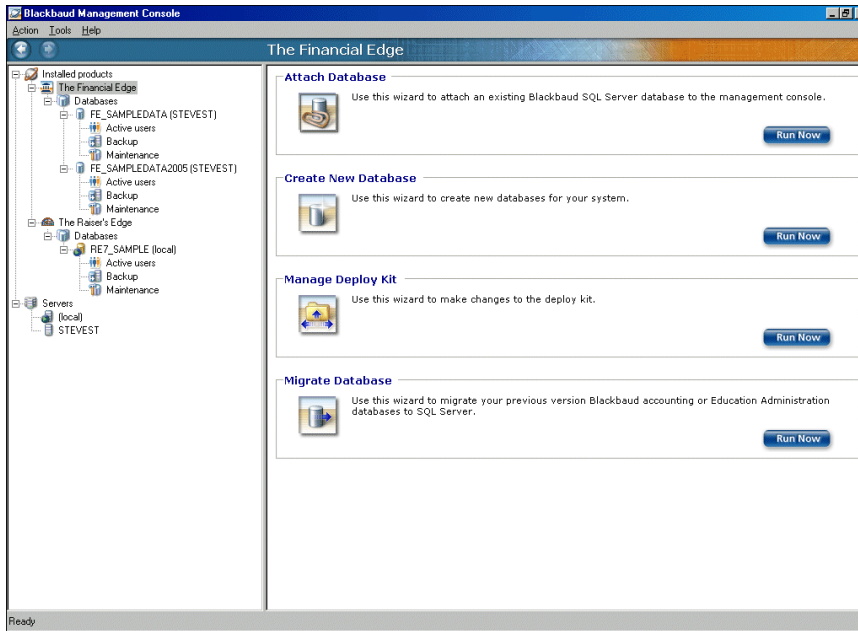 Blackbaud Management Console
Action Tools Help
The Financial Edge
Installed products
The Financial Edge
Databases
FE_SAMPLEDATA (STEVEST)
Active users
Backup
Maintenance
FE_SAMPLEDATA2005 (STEVEST)
Active users
Backup
Maintenance
The Raiser's Edge
Databases
RE7_SAMPLE (local)
Active users
Backup
Maintenance
Servers
(local)
STEVEST
Attach Database
Use this wizard to attach an existing Blackbaud SQL Server database to the management console.
Run Now
Create New Database
Use this wizard to create new databases for your system.
Run Now
Manage Deploy Kit
Use this wizard to make changes to the deploy kit.
Run Now
Migrate Database
Use this wizard to migrate your previous version Blackbaud accounting or Education Administration
databases to SQL Server.
Run Now
Ready